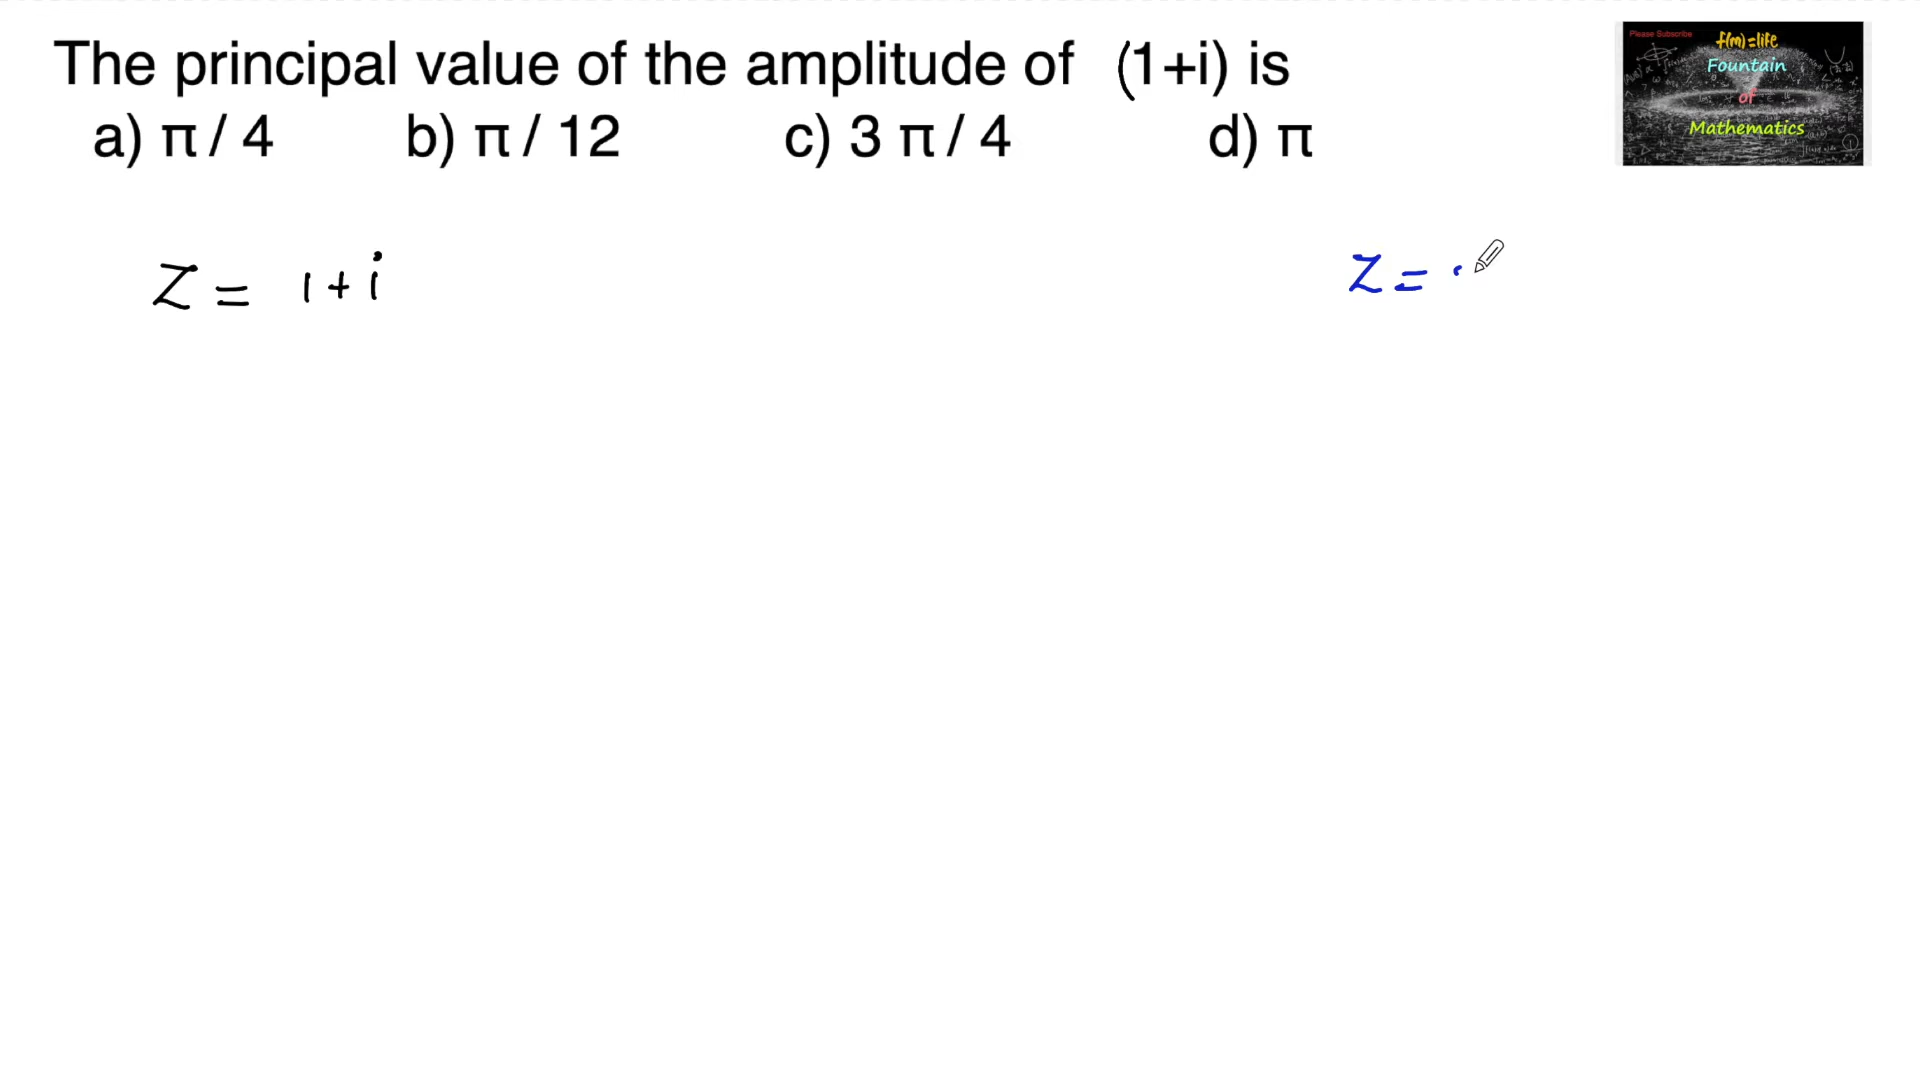 The principal value of the amplitude of (1+i) is
a) π / 4 b) π / 12 c) 3 π / 4 d) π
Please Subscribe
f(m)=life
Fountain
of
Mathematics
Z = 1 + i
Z =